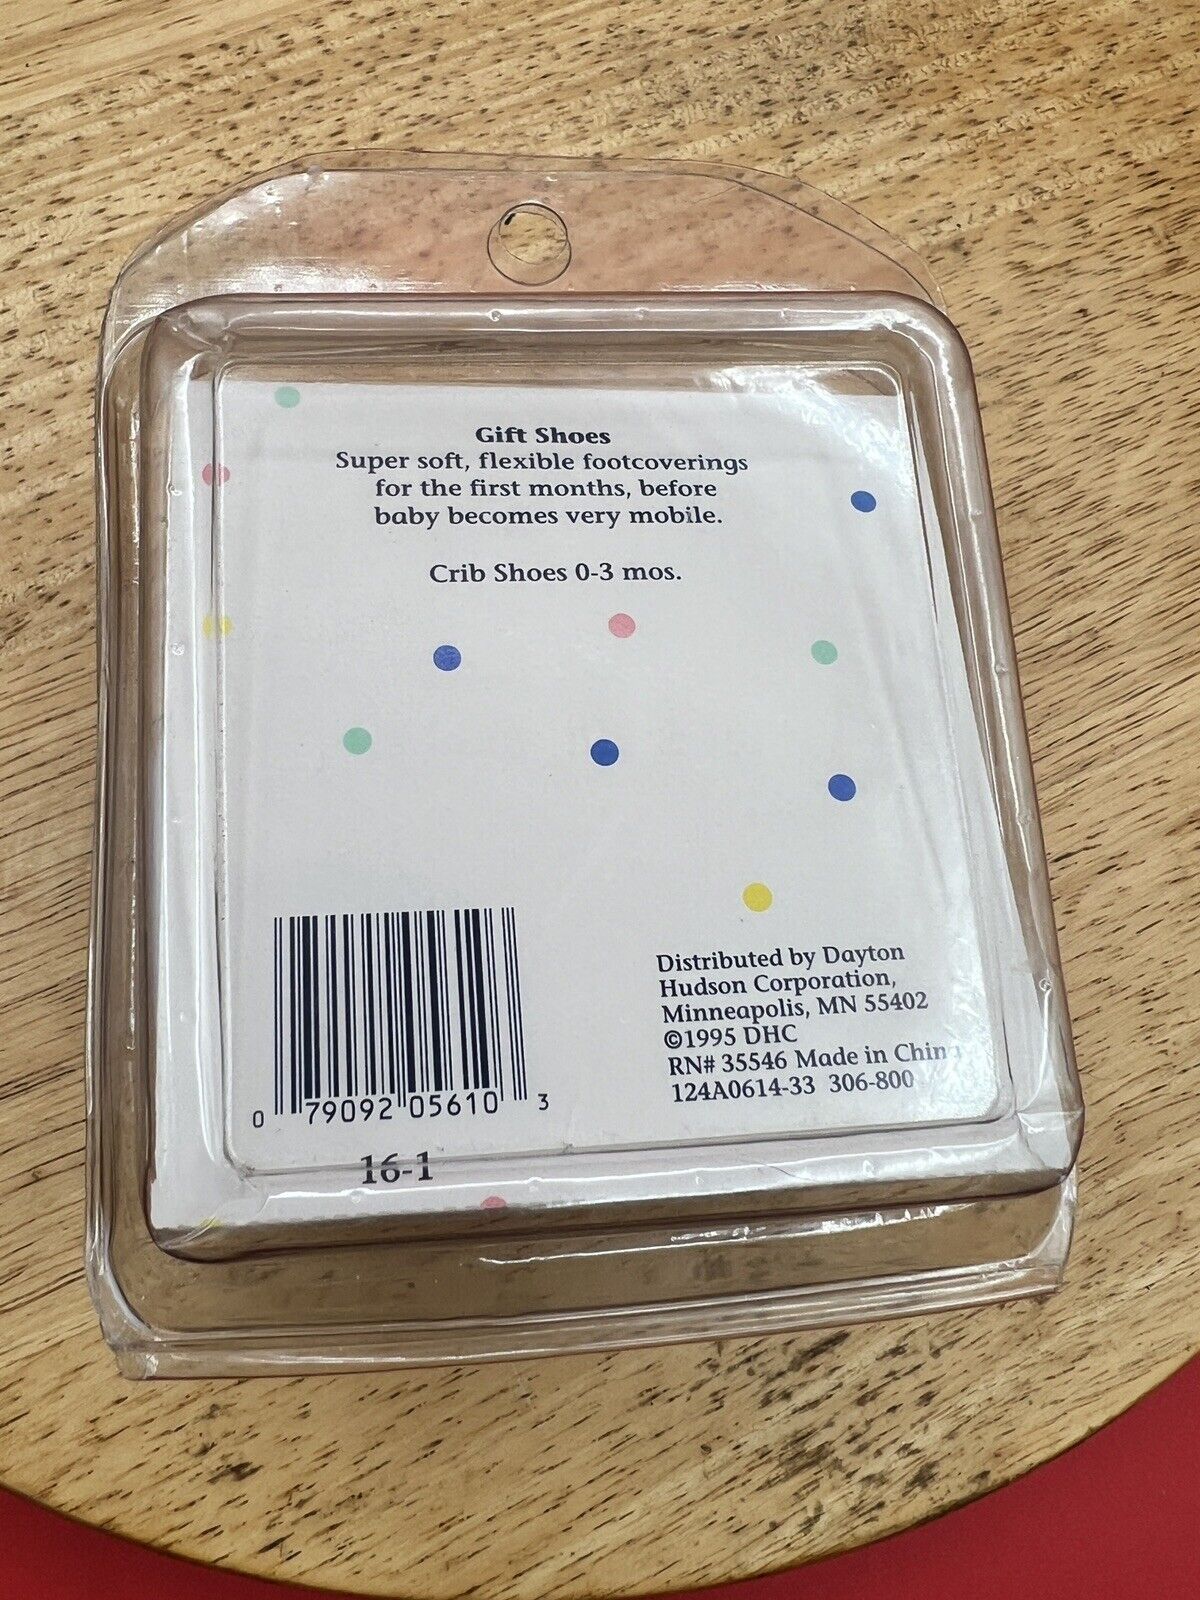 Gift Shoes
Super soft, flexible footcoverings
for the first months, before
baby becomes very mobile.
Crib Shoes 0-3 mos.
Distributed by Dayton
Hudson Corporation,
Minneapolis, MN 55402
©1995 DHC
RN# 35546 Made in China
124A0614-33 306-800
0 79092 05610 3
16-1